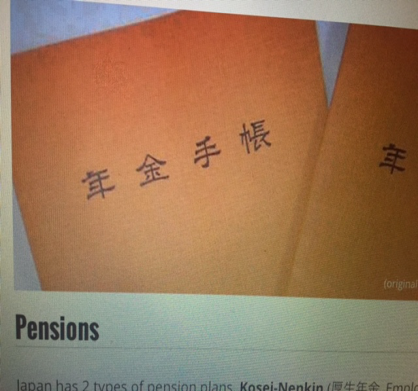 年金手帳
年
(original
Pensions
Japan has 2 types of pension plans. Kosei-Nenkin (厚生年金, Emplo